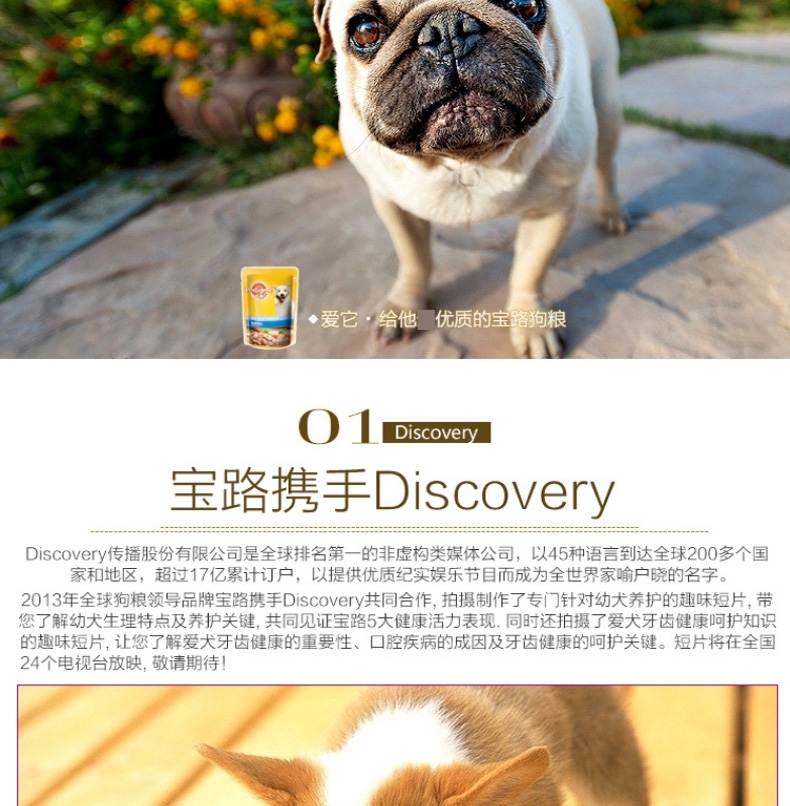 ◆爱它·给他 优质的宝路狗粮
01 Discovery
宝路携手Discovery
Discovery传播股份有限公司是全球排名第一的非虚构类媒体公司，以45种语言到达全球200多个国
家和地区，超过17亿累计订户，以提供优质纪实娱乐节目而成为全世界家喻户晓的名字。
2013年全球狗粮领导品牌宝路携手Discovery共同合作, 拍摄制作了专门针对幼犬养护的趣味短片, 带
您了解幼犬生理特点及养护关键, 共同见证宝路5大健康活力表现. 同时还拍摄了爱犬牙齿健康呵护知识
的趣味短片, 让您了解爱犬牙齿健康的重要性、口腔疾病的成因及牙齿健康的呵护关键。短片将在全国
24个电视台放映, 敬请期待!